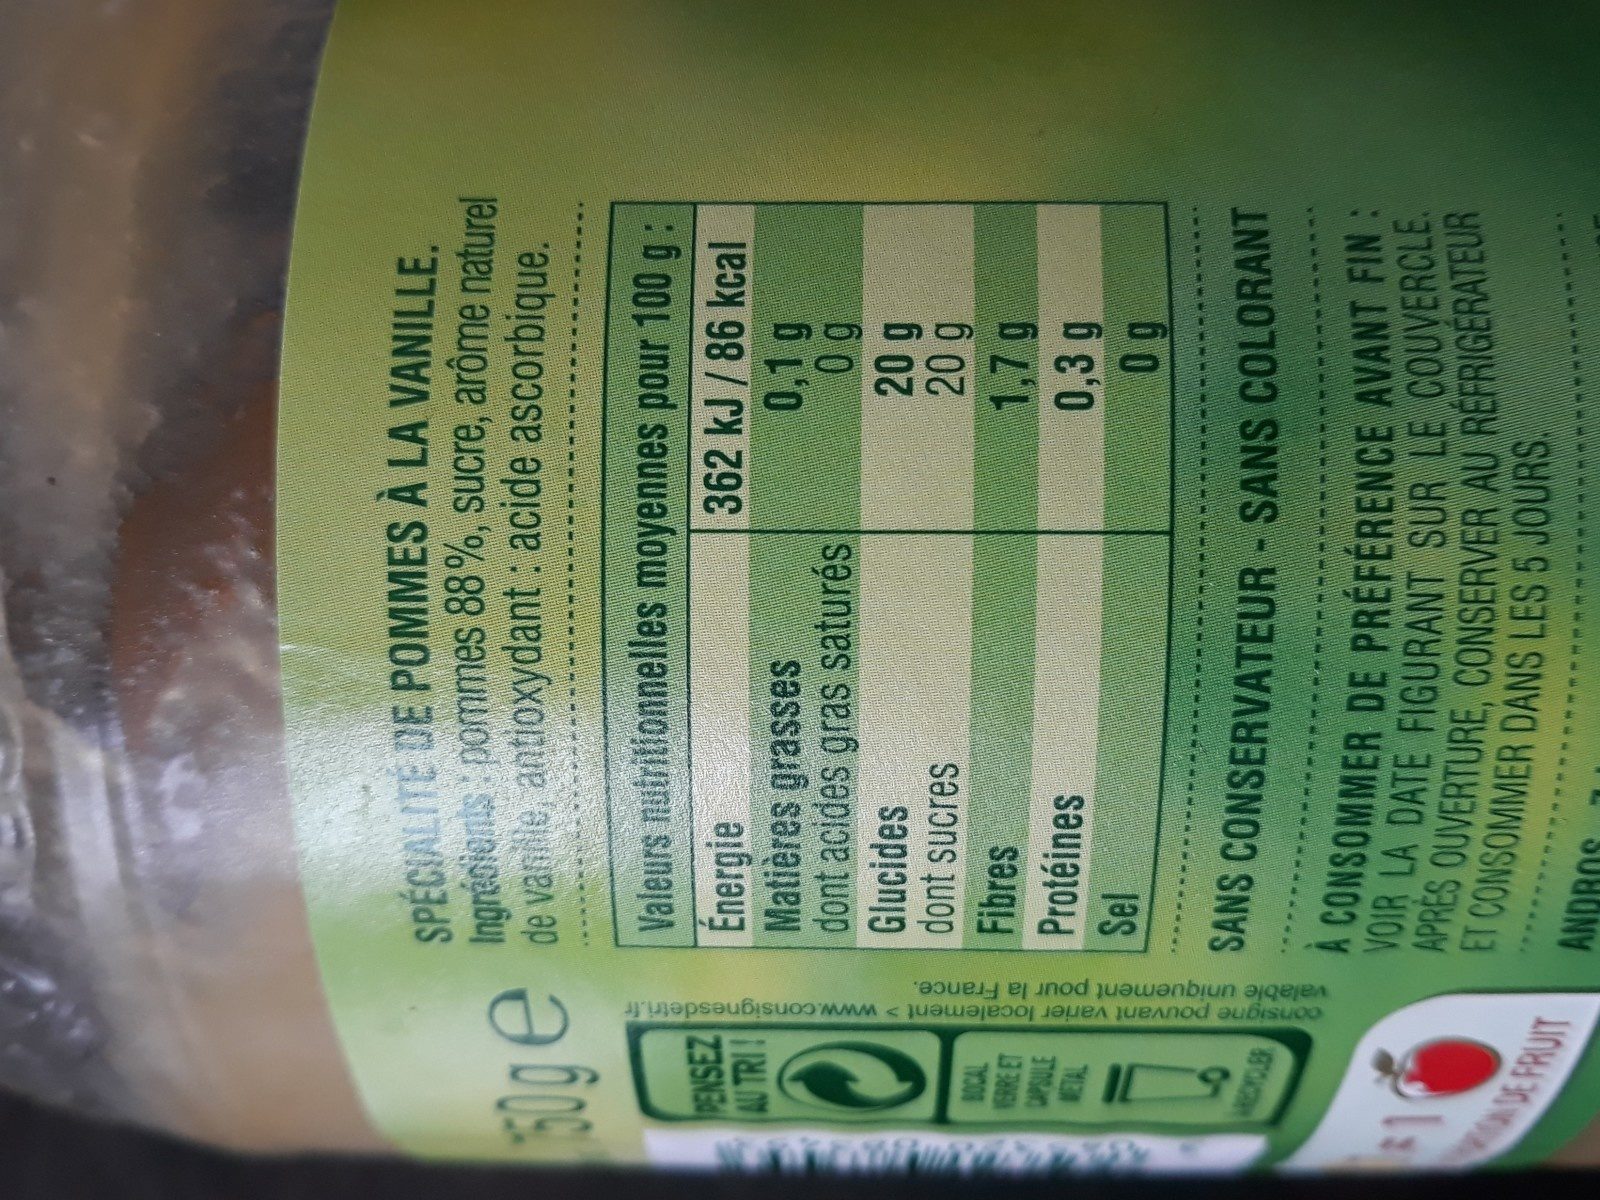 SPÉCIALITÉ DE POMMES À LA VANILLE.
Ingrédients : pommes 88%, sucre, arôme naturel
de vanille, antioxydant : acide ascorbique.
Valeurs nutritionnelles moyennes pour 100 g :
Énergie 362 kJ / 86 kcal
Matières grasses 0,1 g
dont acides gras saturés 0 g
Glucides 20 g
dont sucres 20 g
Fibres 1,7 g
Protéines 0,3 g
Sel 0 g
SANS CONSERVATEUR - SANS COLORANT
À CONSOMMER DE PRÉFÉRENCE AVANT FIN :
VOIR LA DATE FIGURANT SUR LE COUVERCLE.
APRÈS OUVERTURE, CONSERVER AU RÉFRIGÉRATEUR
ET CONSOMMER DANS LES 5 JOURS.
ANDROS
50 g e
PENSEZ
AU TRI !
BOCAL
VERRE ET
CAPSULE
MÉTAL
À RECYCLER
consigne pouvant varier localement > www.consignesdetri.fr
valable uniquement pour la France.
1
DE FRUIT